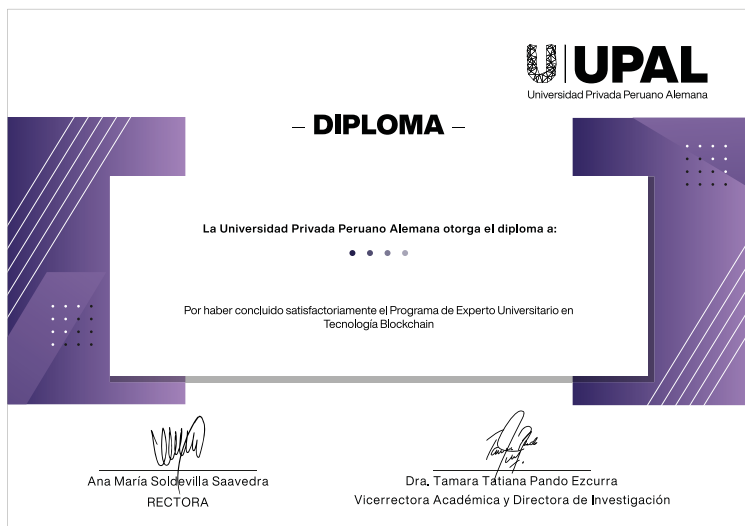 UPAL
Universidad Privada Peruano Alemana
– DIPLOMA –
La Universidad Privada Peruano Alemana otorga el diploma a:
Por haber concluido satisfactoriamente el Programa de Experto Universitario en
Tecnología Blockchain
Ana María Soldevilla Saavedra
RECTORA
Dra. Tamara Tatiana Pando Ezcurra
Vicerrectora Académica y Directora de Investigación